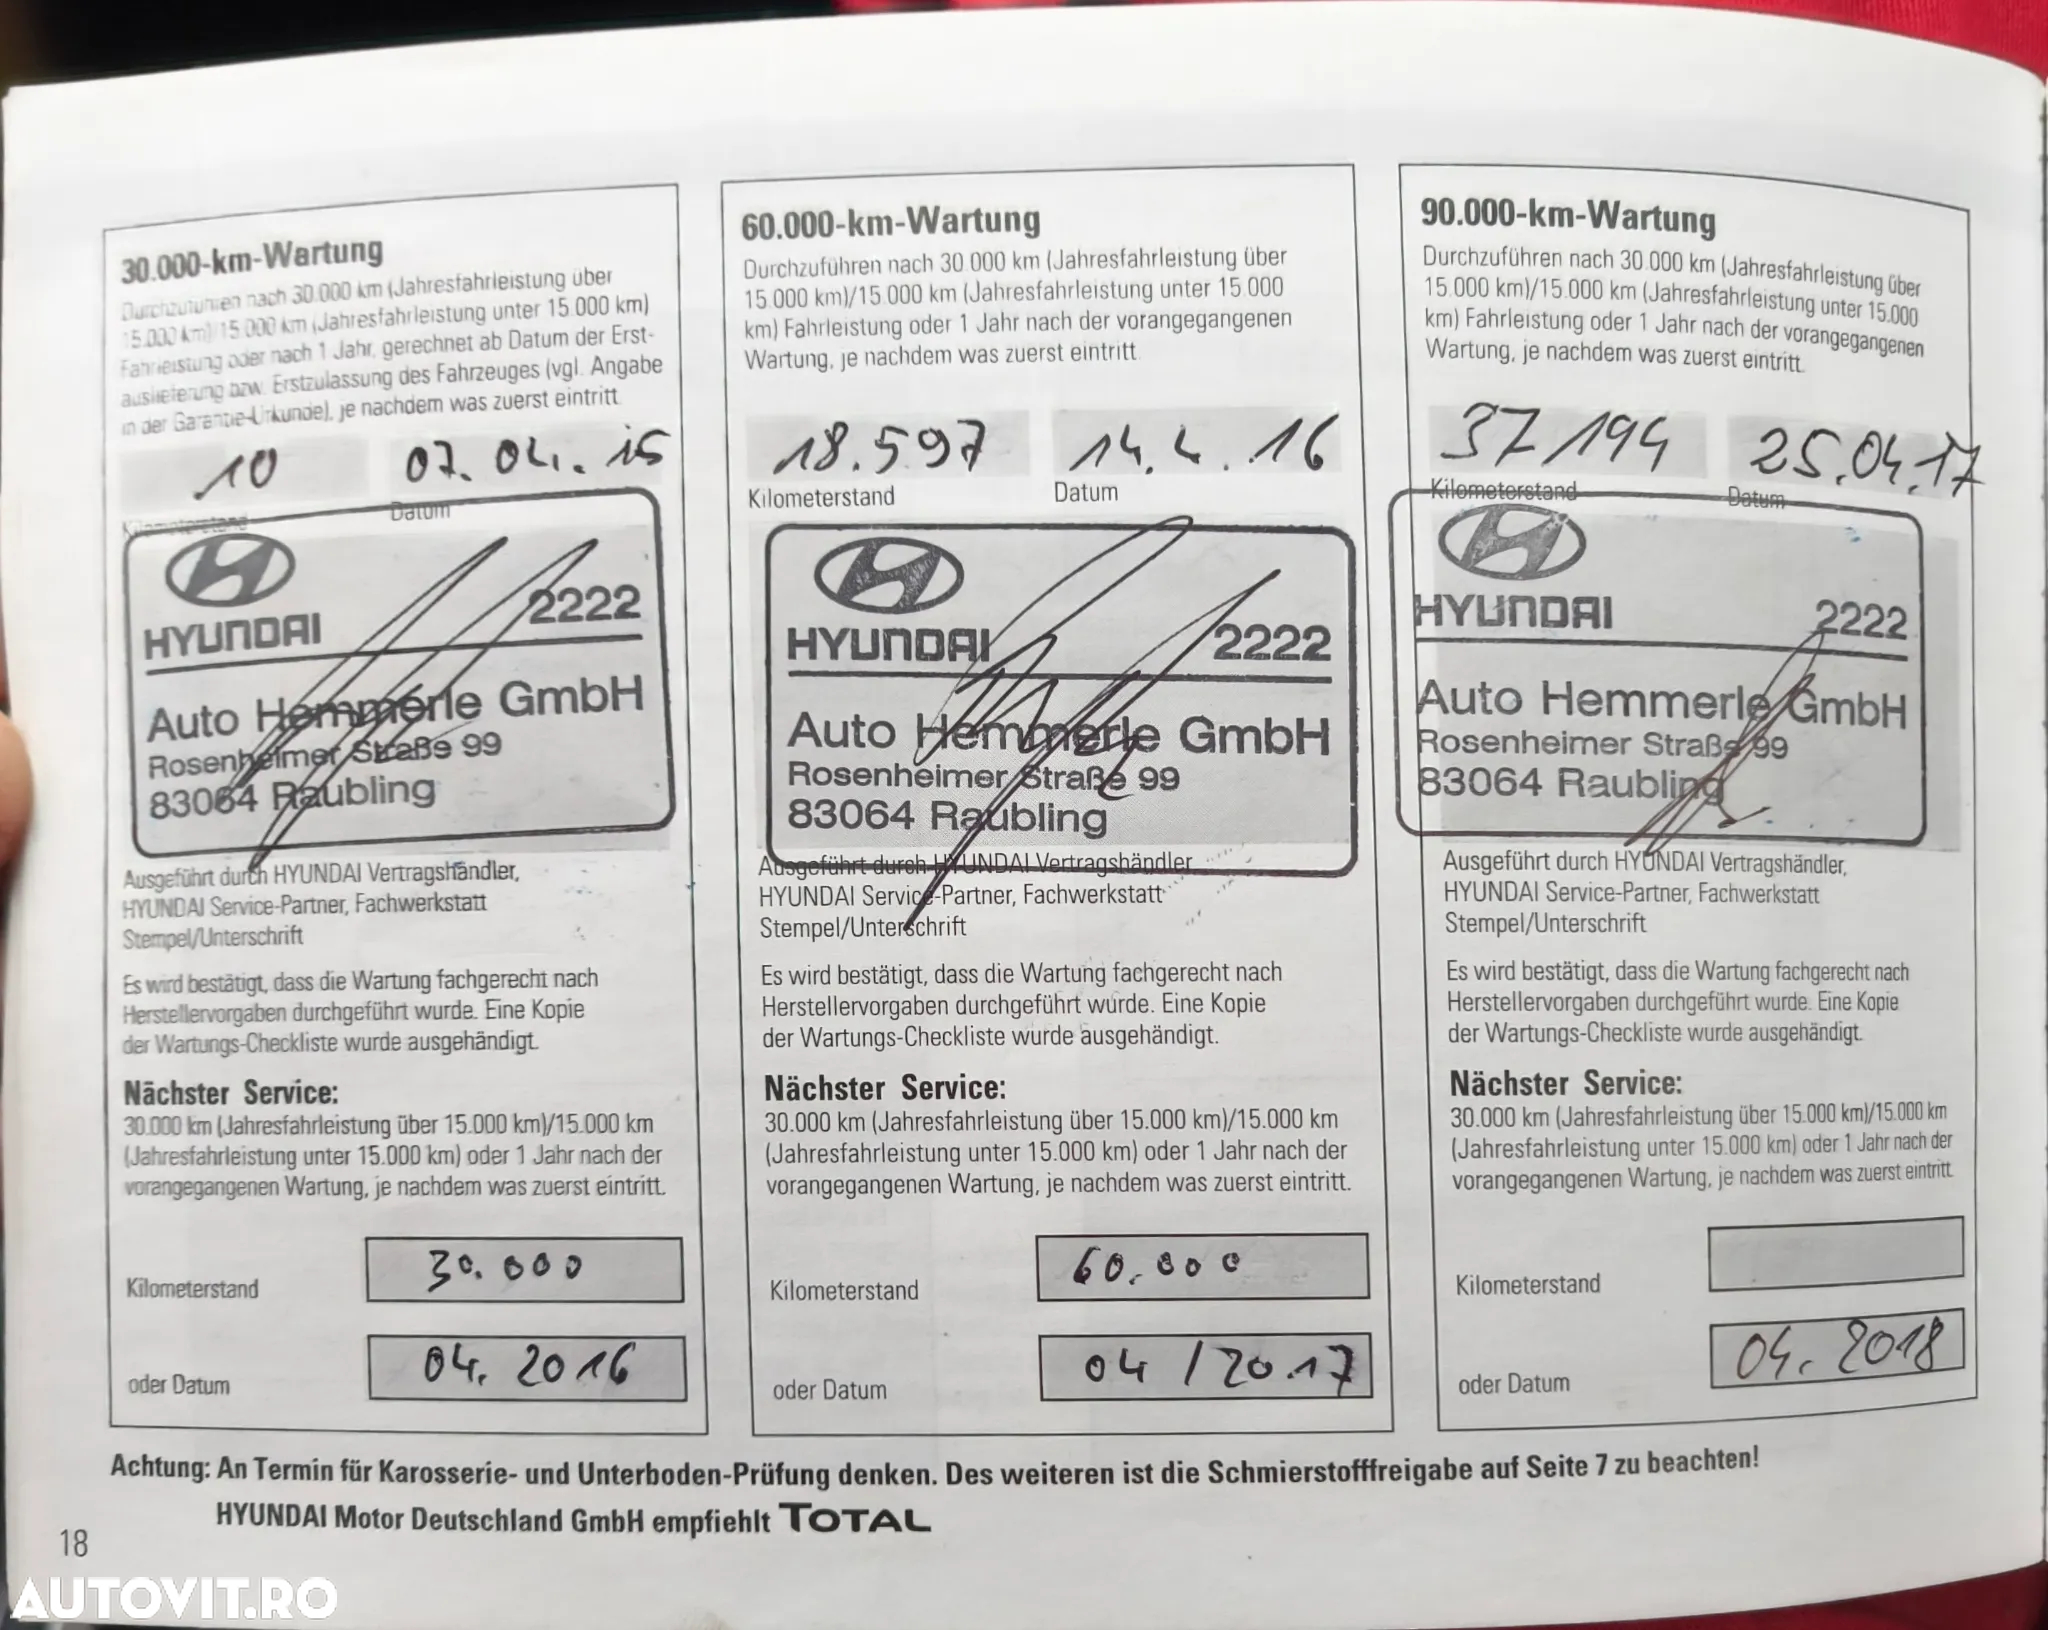 30.000-km-Wartung
Durchzuführen nach 30.000 km (Jahresfahrleistung über
15.000 km)/15.000 km (Jahresfahrleistung unter 15.000 km)
Fahrleistung oder nach 1 Jahr, gerechnet ab Datum der Erst-
auslieferung bzw. Erstzulassung des Fahrzeuges (vgl. Angabe
in der Garantie-Urkunde), je nachdem was zuerst eintritt.
10
07.04.15
Kilometerstand
Datum
HYUNDAI
2222
Auto Hemmerle GmbH
Rosenheimer Straße 99
83064 Raubling
Ausgeführt durch HYUNDAI Vertragshändler,
HYUNDAI Service-Partner, Fachwerkstatt
Stempel/Unterschrift
Es wird bestätigt, dass die Wartung fachgerecht nach
Herstellervorgaben durchgeführt wurde. Eine Kopie
der Wartungs-Checkliste wurde ausgehändigt.
Nächster Service:
30.000 km (Jahresfahrleistung über 15.000 km)/15.000 km
(Jahresfahrleistung unter 15.000 km) oder 1 Jahr nach der
vorangegangenen Wartung, je nachdem was zuerst eintritt.
Kilometerstand
30.000
oder Datum
04.2016
60.000-km-Wartung
Durchzuführen nach 30.000 km (Jahresfahrleistung über
15.000 km)/15.000 km (Jahresfahrleistung unter 15.000
km) Fahrleistung oder 1 Jahr nach der vorangegangenen
Wartung, je nachdem was zuerst eintritt.
18.597
14.4.16
Kilometerstand
Datum
HYUNDAI
2222
Auto Hemmerle GmbH
Rosenheimer Straße 99
83064 Raubling
Ausgeführt durch HYUNDAI Vertragshändler,
HYUNDAI Service-Partner, Fachwerkstatt
Stempel/Unterschrift
Es wird bestätigt, dass die Wartung fachgerecht nach
Herstellervorgaben durchgeführt wurde. Eine Kopie
der Wartungs-Checkliste wurde ausgehändigt.
Nächster Service:
30.000 km (Jahresfahrleistung über 15.000 km)/15.000 km
(Jahresfahrleistung unter 15.000 km) oder 1 Jahr nach der
vorangegangenen Wartung, je nachdem was zuerst eintritt.
Kilometerstand
60.000
oder Datum
04/2017
90.000-km-Wartung
Durchzuführen nach 30.000 km (Jahresfahrleistung über
15.000 km)/15.000 km (Jahresfahrleistung unter 15.000
km) Fahrleistung oder 1 Jahr nach der vorangegangenen
Wartung, je nachdem was zuerst eintritt.
37194
25.04.17
Kilometerstand
Datum
HYUNDAI
2222
Auto Hemmerle GmbH
Rosenheimer Straße 99
83064 Raubling
Ausgeführt durch HYUNDAI Vertragshändler,
HYUNDAI Service-Partner, Fachwerkstatt
Stempel/Unterschrift
Es wird bestätigt, dass die Wartung fachgerecht nach
Herstellervorgaben durchgeführt wurde. Eine Kopie
der Wartungs-Checkliste wurde ausgehändigt.
Nächster Service:
30.000 km (Jahresfahrleistung über 15.000 km)/15.000 km
(Jahresfahrleistung unter 15.000 km) oder 1 Jahr nach der
vorangegangenen Wartung, je nachdem was zuerst eintritt.
Kilometerstand
oder Datum
04.2018
Achtung: An Termin für Karosserie- und Unterboden-Prüfung denken. Des weiteren ist die Schmierstofffreigabe auf Seite 7 zu beachten!
HYUNDAI Motor Deutschland GmbH empfiehlt TOTAL
18
AUTOVIT.RO